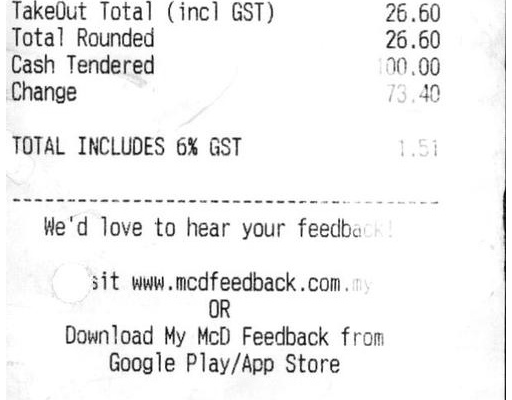 TakeOut Total (incl GST) 26.60
Total Rounded 26.60
Cash Tendered 100.00
Change 73.40
TOTAL INCLUDES 6% GST 1.51
We'd love to hear your feedback!
sit www.mcdfeedback.com.my
OR
Download My McD Feedback from
Google Play/App Store